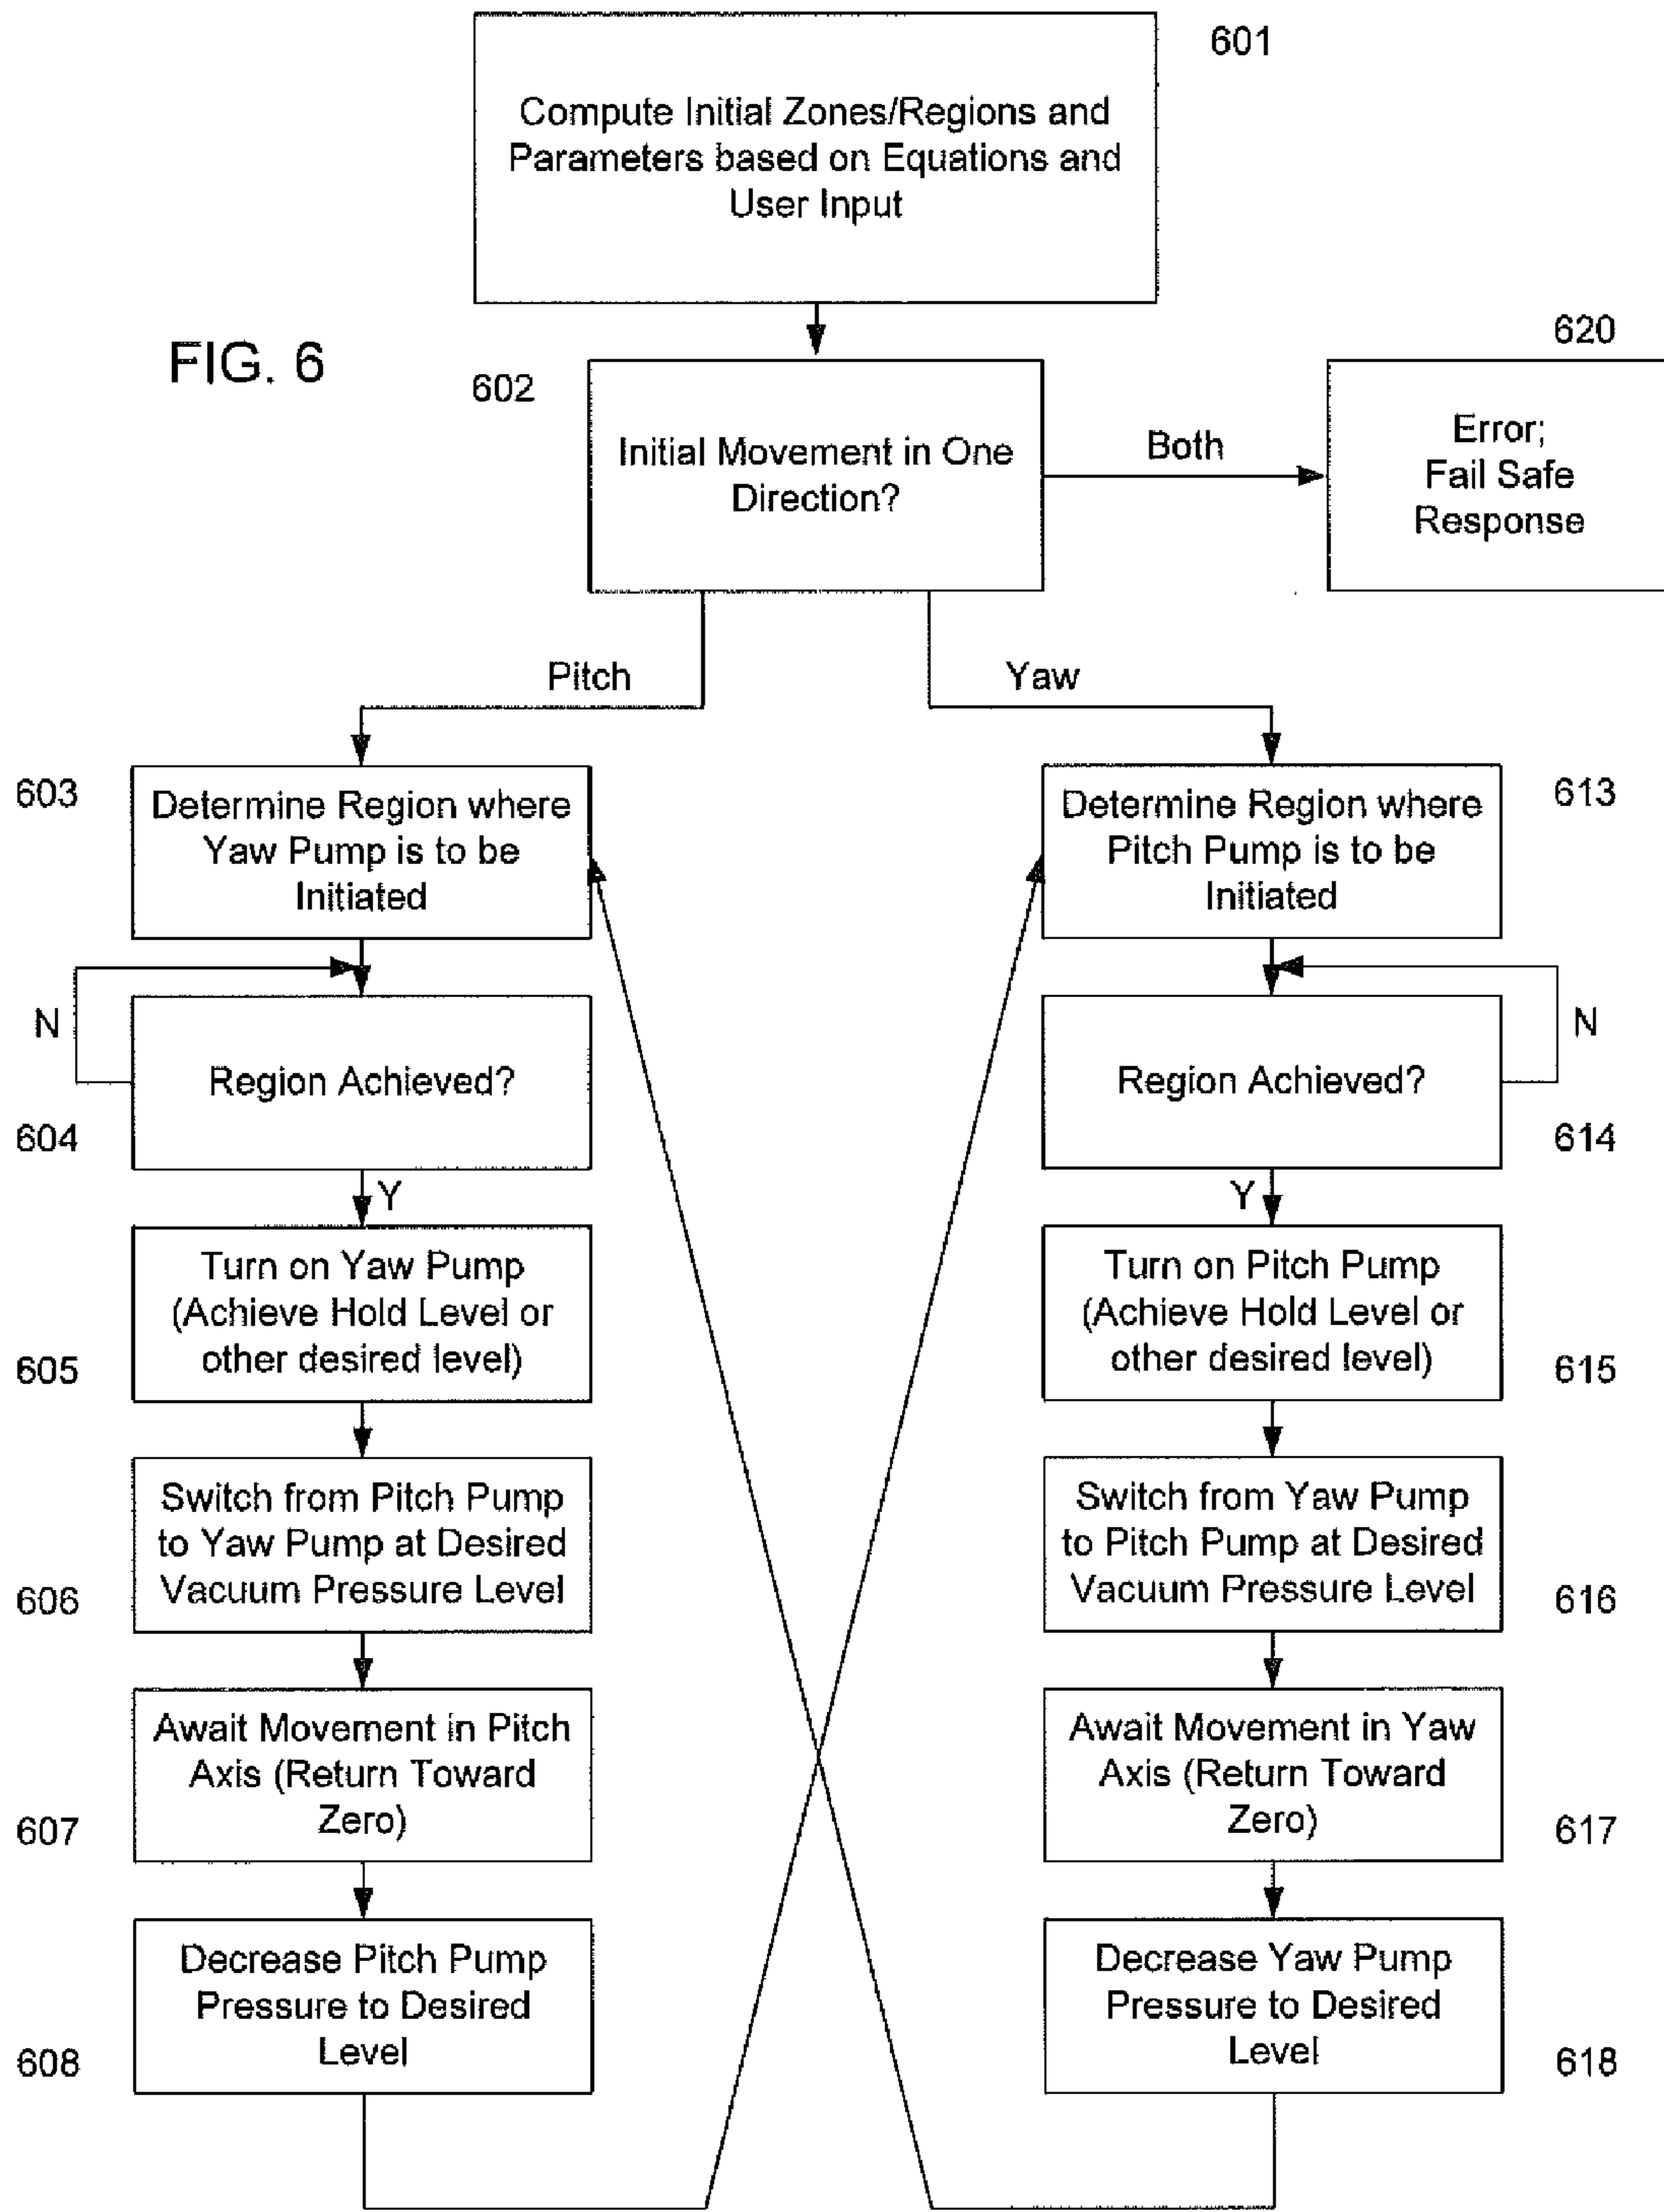 601
Compute Initial Zones/Regions and
Parameters based on Equations and
User Input
FIG. 6
602
Initial Movement in One
Direction?
Both
620
Error;
Fail Safe
Response
Pitch
Yaw
603
Determine Region where
Yaw Pump is to be
Initiated
N
Region Achieved?
604
Y
Turn on Yaw Pump
(Achieve Hold Level or
other desired level)
605
Switch from Pitch Pump
to Yaw Pump at Desired
Vacuum Pressure Level
606
Await Movement in Pitch
Axis (Return Toward
Zero)
607
Decrease Pitch Pump
Pressure to Desired
Level
608
613
Determine Region where
Pitch Pump is to be
Initiated
N
Region Achieved?
614
Y
Turn on Pitch Pump
(Achieve Hold Level or
other desired level)
615
Switch from Yaw Pump
to Pitch Pump at Desired
Vacuum Pressure Level
616
Await Movement in Yaw
Axis (Return Toward
Zero)
617
Decrease Yaw Pump
Pressure to Desired
Level
618